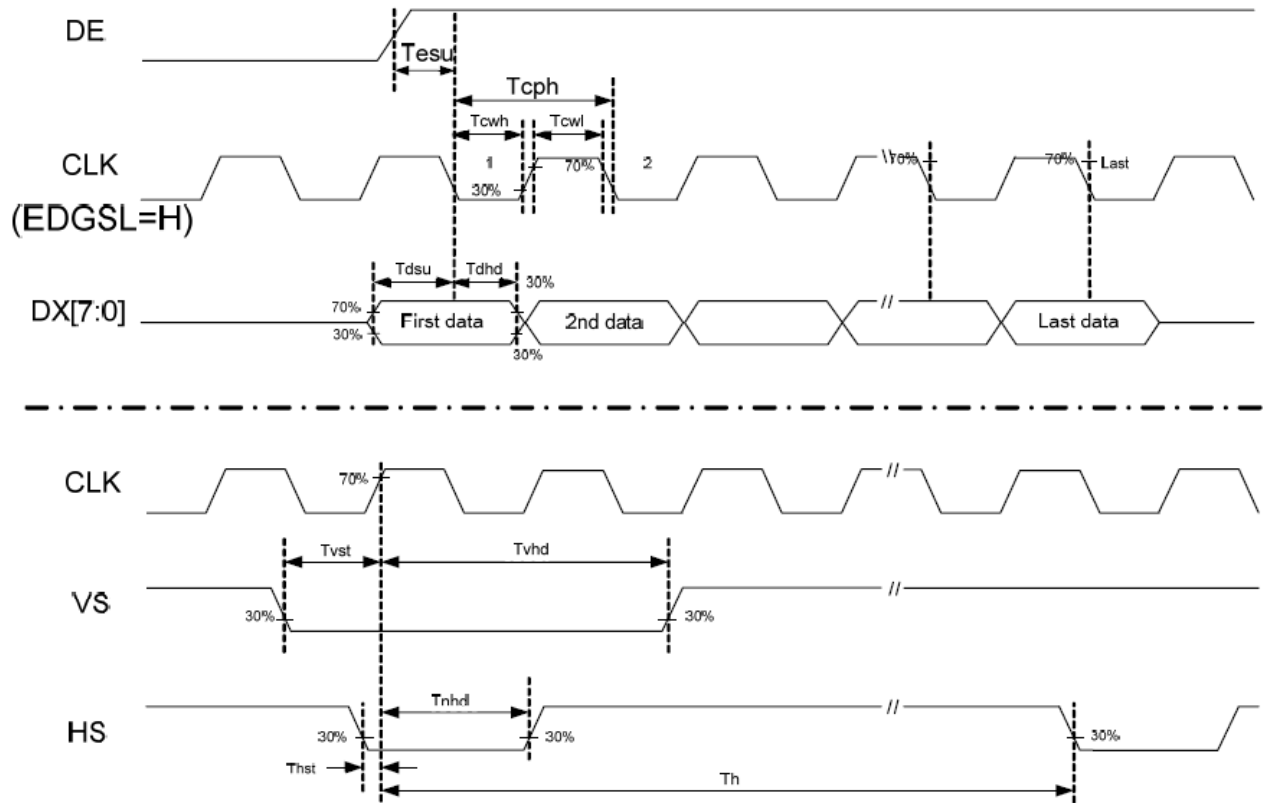 DE
Tesu
Tcph
Tcwh
Tcwl
CLK
(EDGSL=H)
1
30%
70%
2
\\
70%
70%
Last
Tdsu
Tdhd
30%
DX[7:0]
70%
30%
First data
30%
2nd data
//
Last data
CLK
70%
//
Tvst
Tvhd
VS
30%
30%
//
HS
Tnhd
30%
30%
//
30%
Thst
Th